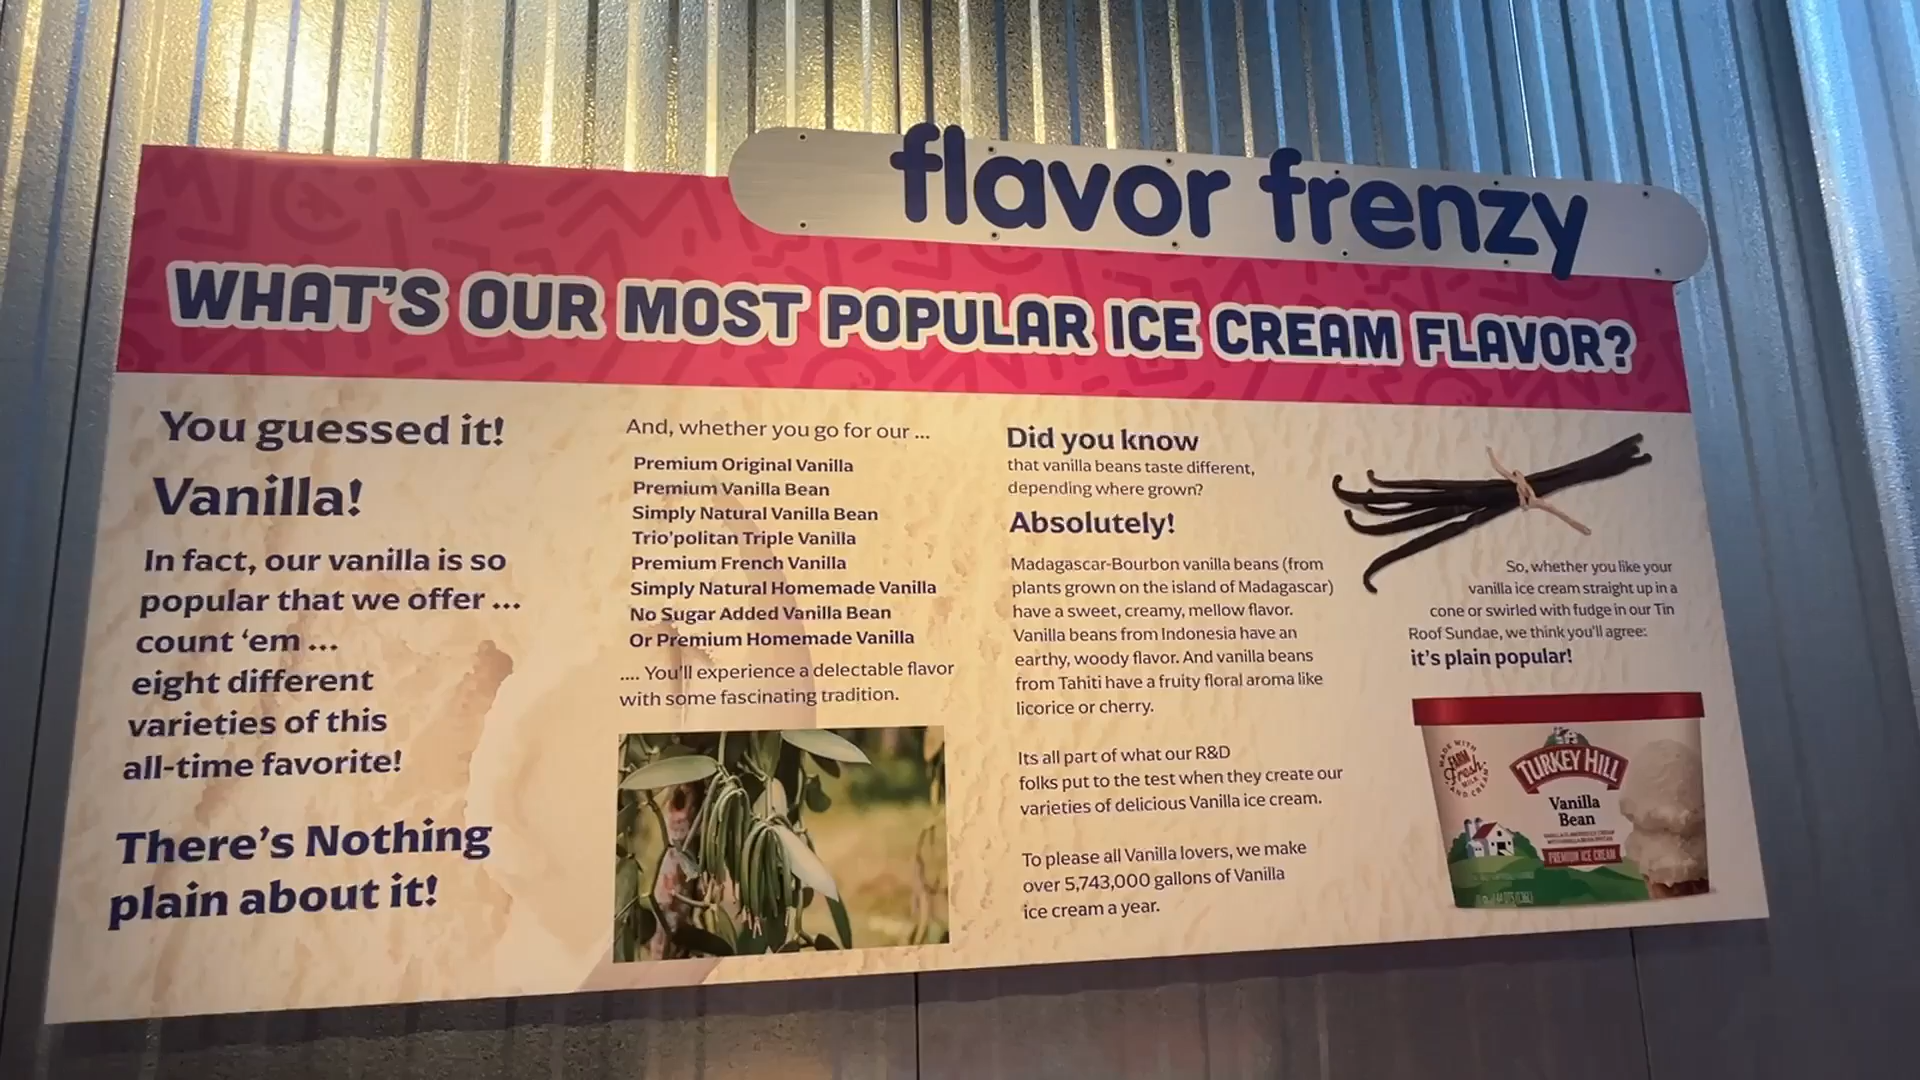 flavor frenzy
WHAT'S OUR MOST POPULAR ICE CREAM FLAVOR?
You guessed it!
Vanilla!
In fact, our vanilla is so
popular that we offer ...
count ‘em ...
eight different
varieties of this
all-time favorite!
There's Nothing
plain about it!
And, whether you go for our ...
Premium Original Vanilla
Premium Vanilla Bean
Simply Natural Vanilla Bean
Trio'politan Triple Vanilla
Premium French Vanilla
Simply Natural Homemade Vanilla
No Sugar Added Vanilla Bean
Or Premium Homemade Vanilla
.... You'll experience a delectable flavor
with some fascinating tradition.
Did you know
that vanilla beans taste different,
depending where grown?
Absolutely!
Madagascar-Bourbon vanilla beans (from
plants grown on the island of Madagascar)
have a sweet, creamy, mellow flavor.
Vanilla beans from Indonesia have an
earthy, woody flavor. And vanilla beans
from Tahiti have a fruity floral aroma like
licorice or cherry.
Its all part of what our R&D
folks put to the test when they create our
varieties of delicious Vanilla ice cream.
To please all Vanilla lovers, we make
over 5,743,000 gallons of Vanilla
ice cream a year.
So, whether you like your
vanilla ice cream straight up in a
cone or swirled with fudge in our Tin
Roof Sundae, we think you'll agree:
it's plain popular!
MADE WITH
FARM
Fresh
MILK AND CREAM
TURKEY HILL
Vanilla
Bean
PREMIUM ICE CREAM